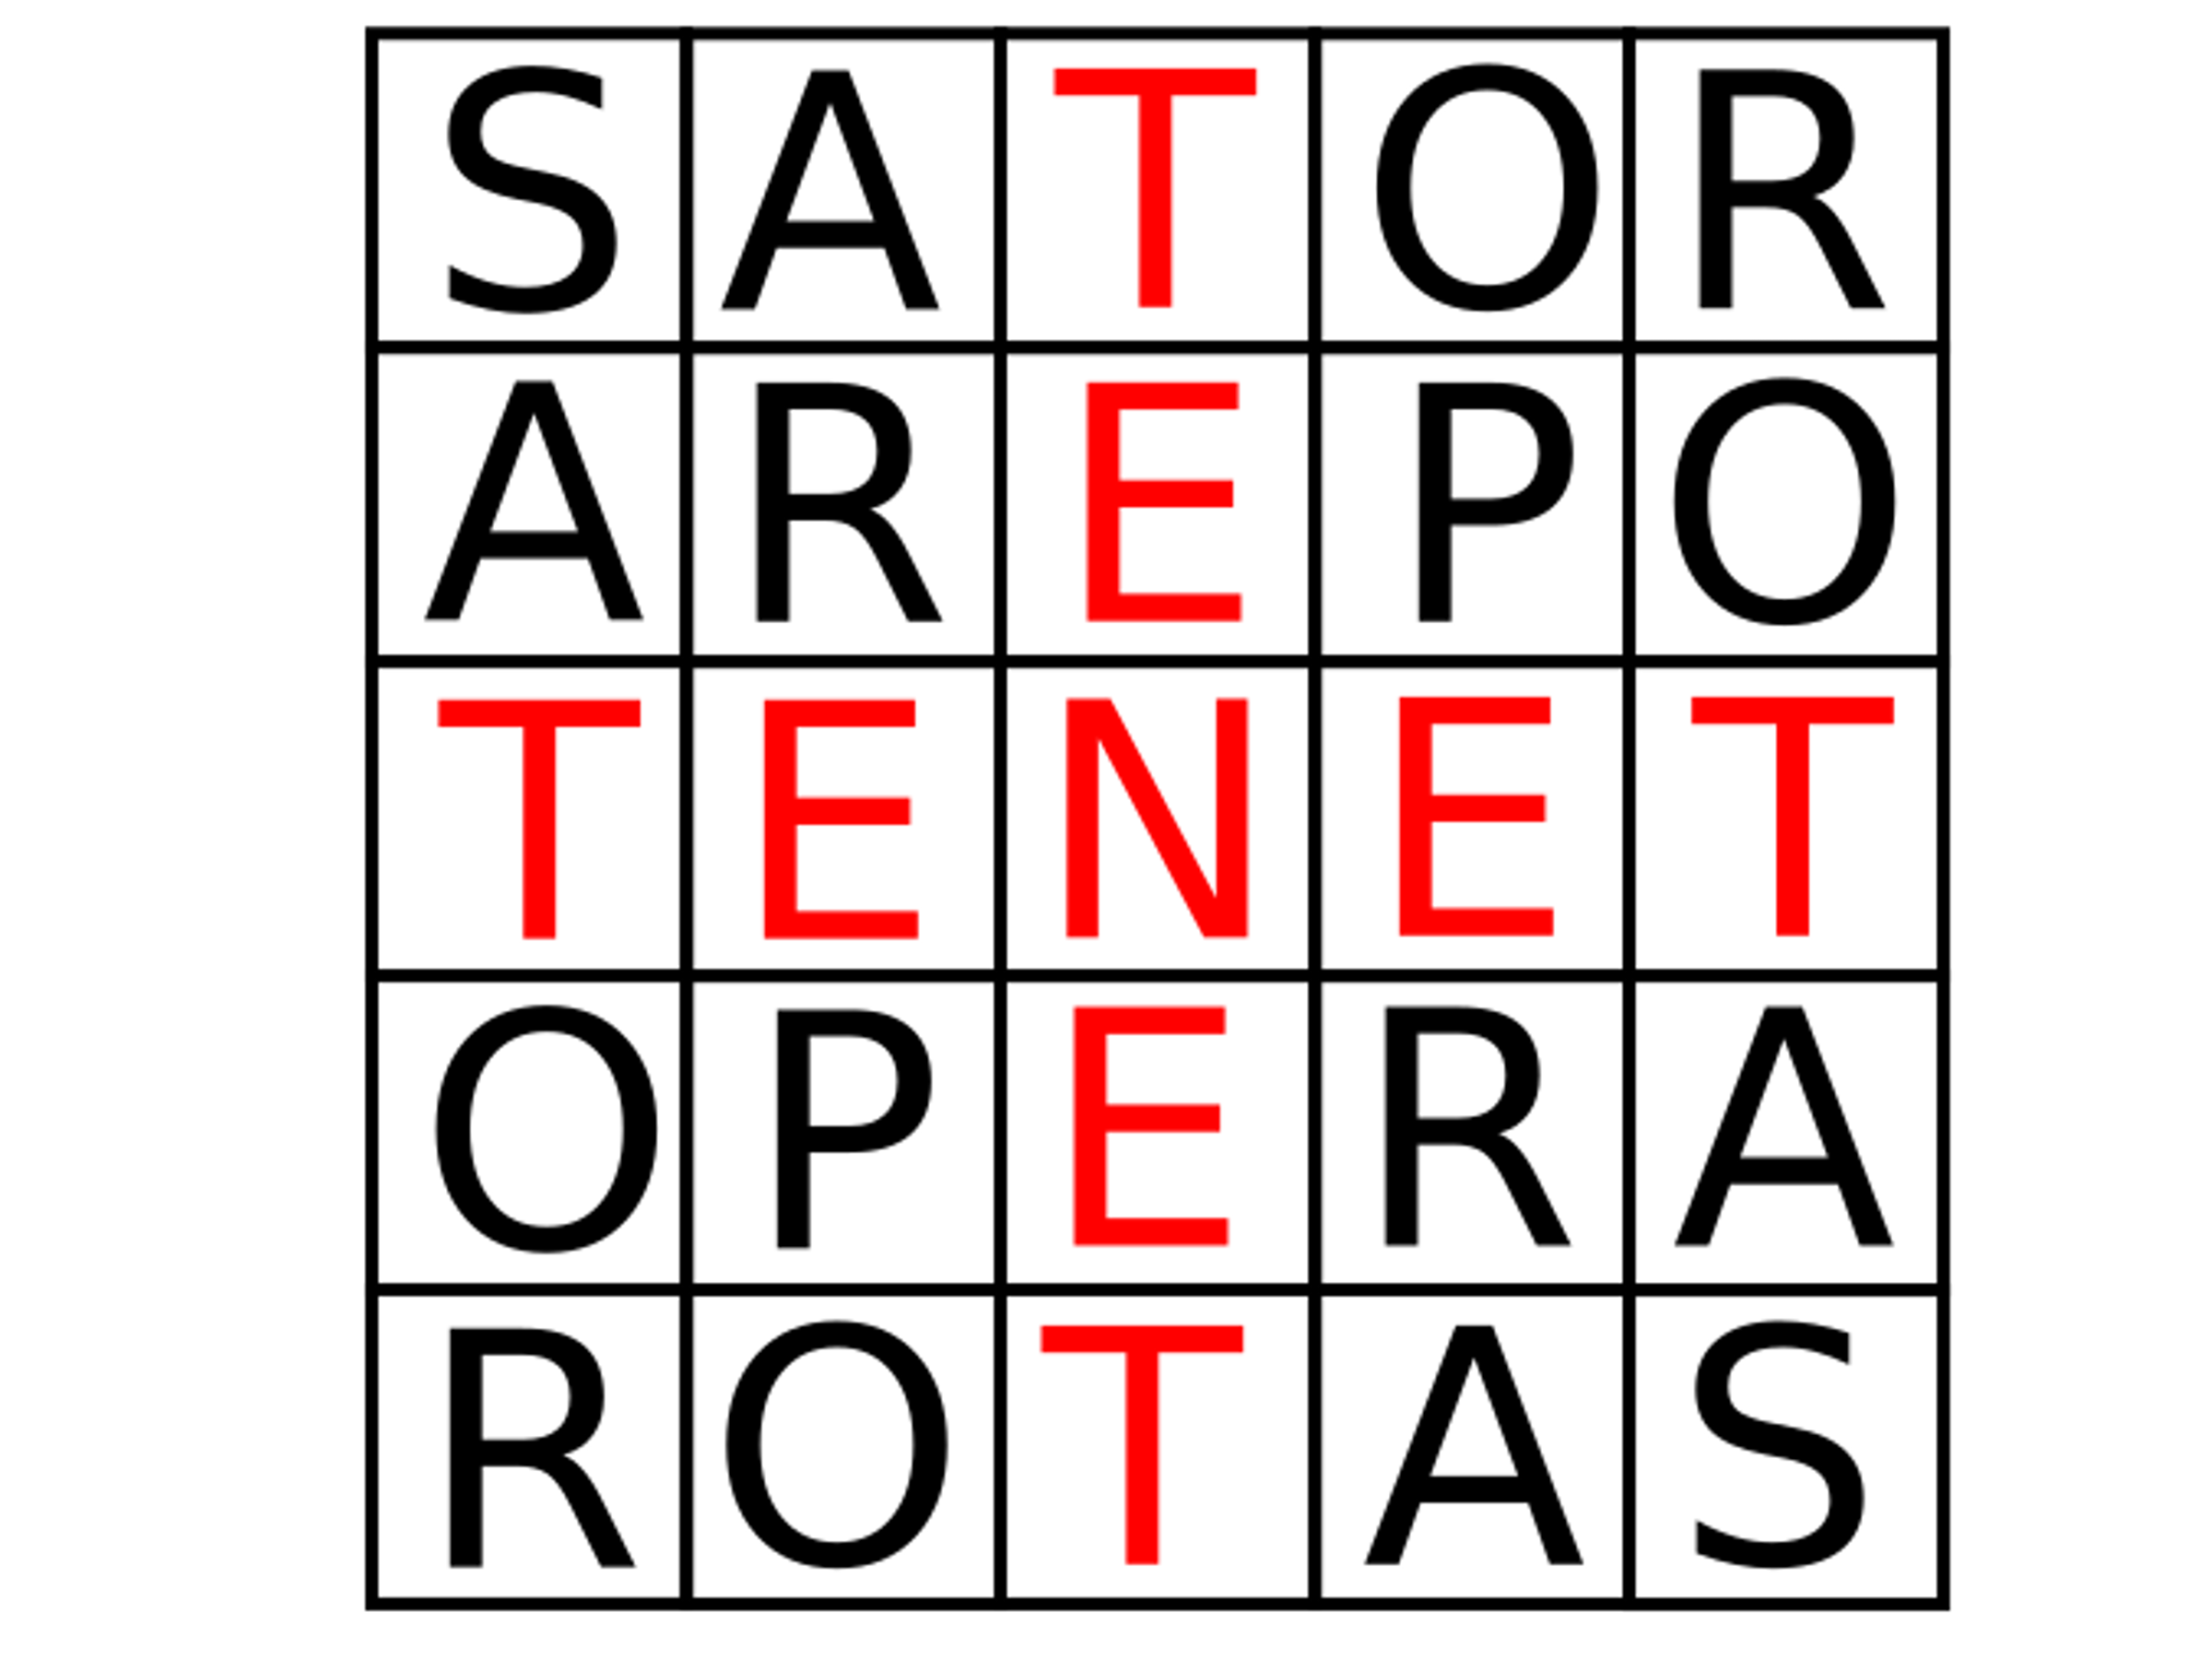 SATOR
AREPO
TENET
OPERA
ROTAS